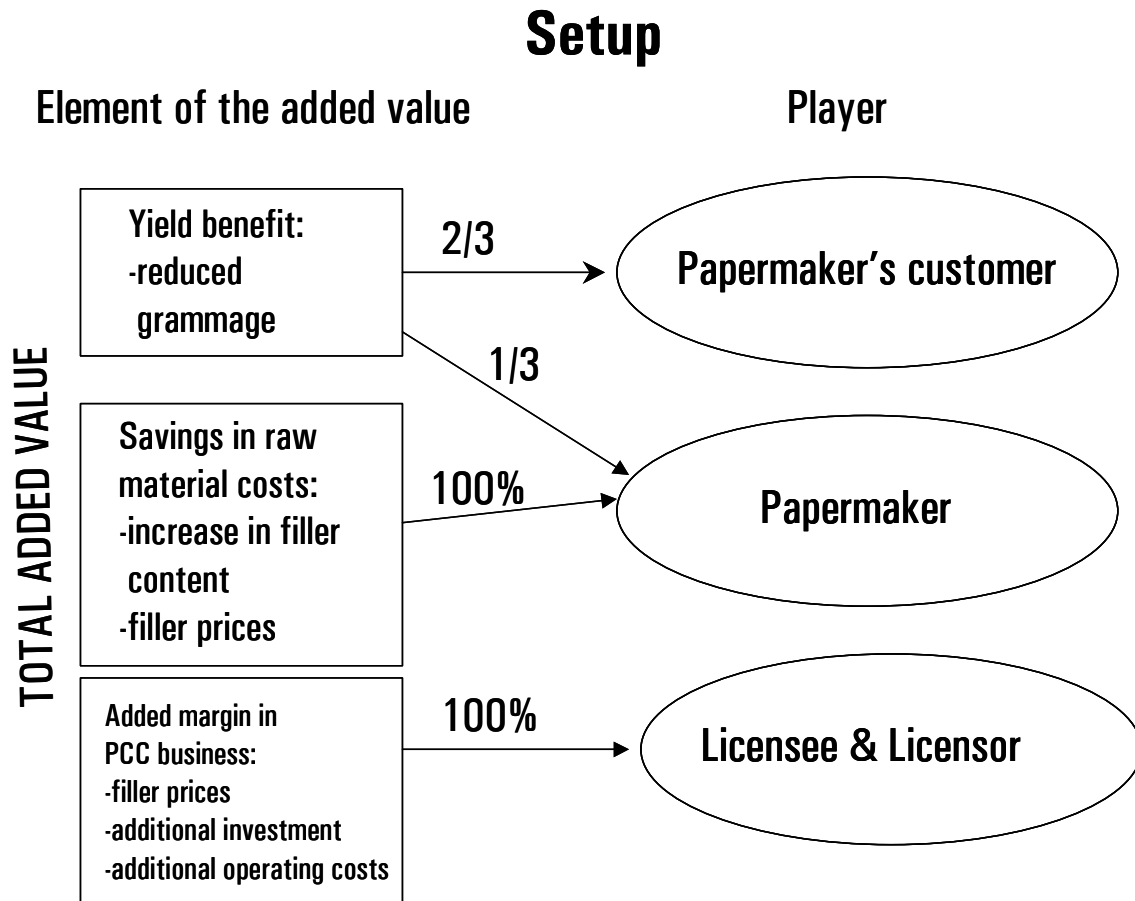 Setup
Element of the added value
Player
Yield benefit:
-reduced
grammage
2/3
Papermaker's customer
1/3
TOTAL ADDED VALUE
Savings in raw
material costs:
-increase in filler
content
-filler prices
100%
Papermaker
Added margin in
PCC business:
-filler prices
-additional investment
-additional operating costs
100%
Licensee & Licensor